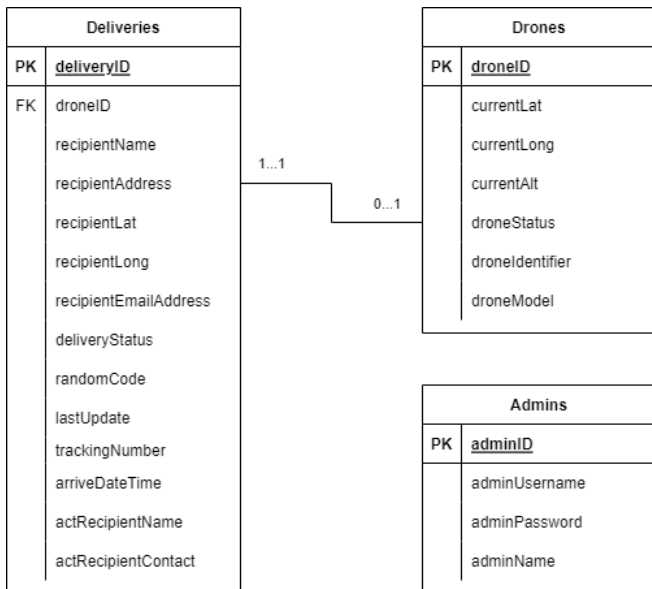 Deliveries
PK deliveryID
FK droneID
recipientName
recipientAddress
recipientLat
recipientLong
recipientEmailAddress
deliveryStatus
randomCode
lastUpdate
trackingNumber
arriveDateTime
actRecipientName
actRecipientContact
1...1
0...1
Drones
PK droneID
currentLat
currentLong
currentAlt
droneStatus
droneIdentifier
droneModel
Admins
PK adminID
adminUsername
adminPassword
adminName